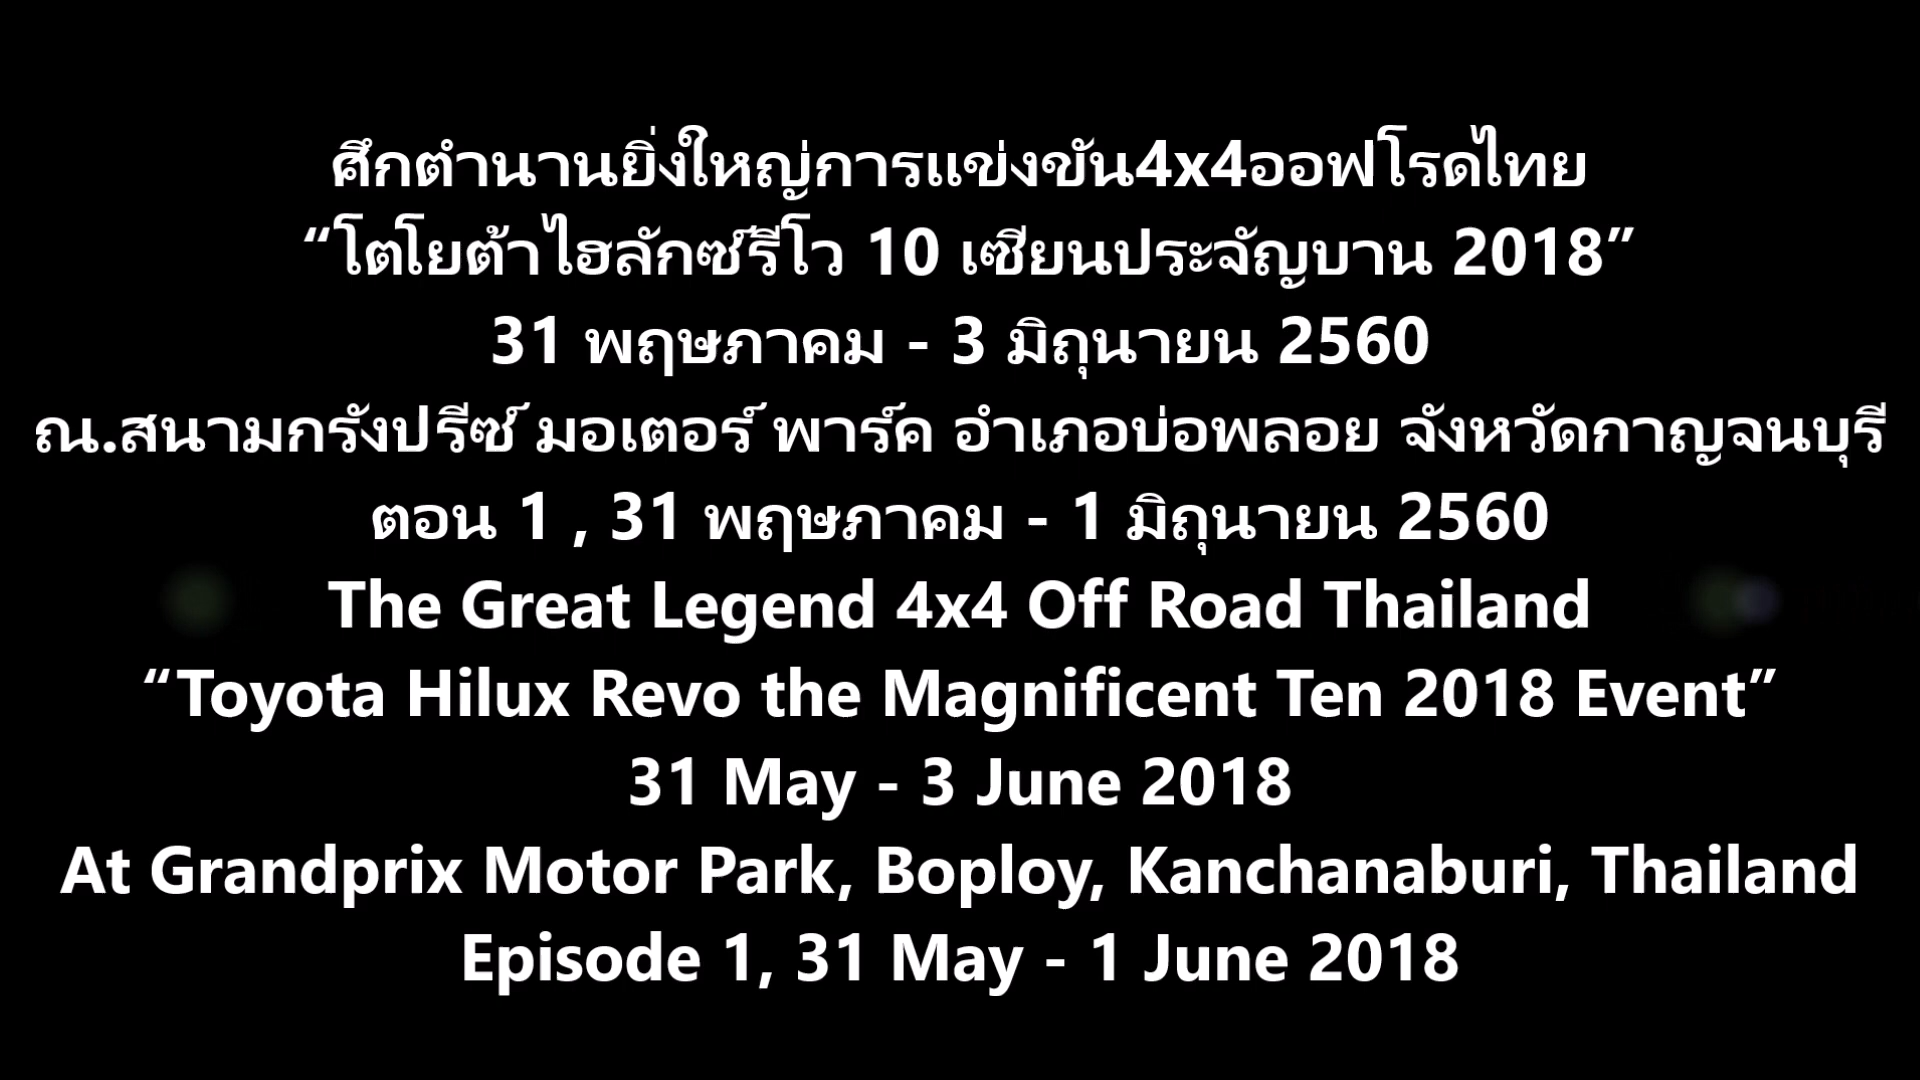 ศึกตำนานยิ่งใหญ่การแข่งขัน4x4ออฟโรดไทย
“โตโยต้าไฮลักซ์รีโว 10 เซียนประจัญบาน 2018”
31 พฤษภาคม - 3 มิถุนายน 2560
ณ.สนามกรังปรีซ์ มอเตอร์ พาร์ค อำเภอบ่อพลอย จังหวัดกาญจนบุรี
ตอน 1 , 31 พฤษภาคม - 1 มิถุนายน 2560
The Great Legend 4x4 Off Road Thailand
“Toyota Hilux Revo the Magnificent Ten 2018 Event”
31 May - 3 June 2018
At Grandprix Motor Park, Boploy, Kanchanaburi, Thailand
Episode 1, 31 May - 1 June 2018